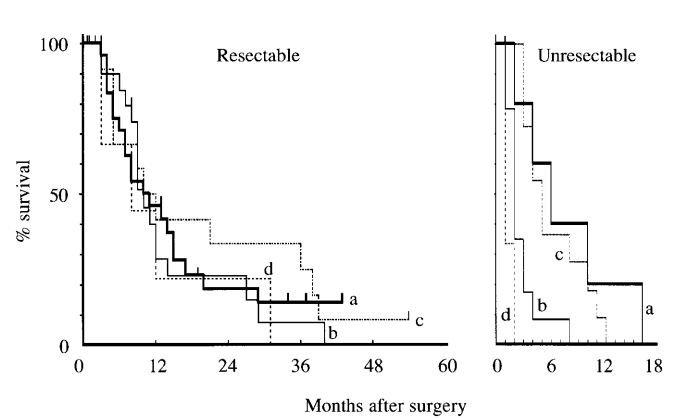 Resectable
Unresectable
100
50
0
% survival
d
a
b
c
0 12 24 36 48 60
c
d
b
a
0 6 12 18
Months after surgery